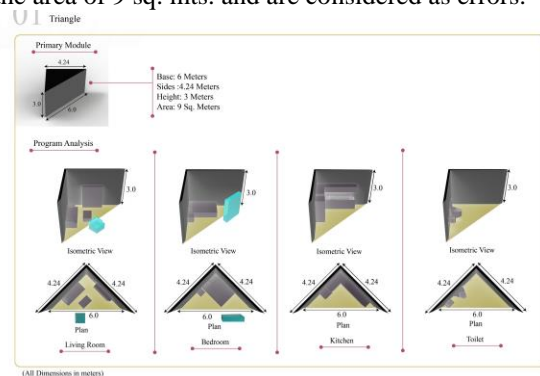 the area of 9 sq. mts. and are considered as errors.
01 Triangle
Primary Module
4.24
3.0
6.0
Base: 6 Meters
Sides :4.24 Meters
Height: 3 Meters
Area: 9 Sq. Meters
Program Analysis
3.0
3.0
3.0
3.0
Isometric View
Isometric View
Isometric View
Isometric View
4.24 4.24
4.24 4.24
4.24 4.24
4.24 4.24
6.0
6.0
6.0
6.0
Plan
Plan
Plan
Plan
Living Room
Bedroom
Kitchen
Toilet
(All Dimensions in meters)